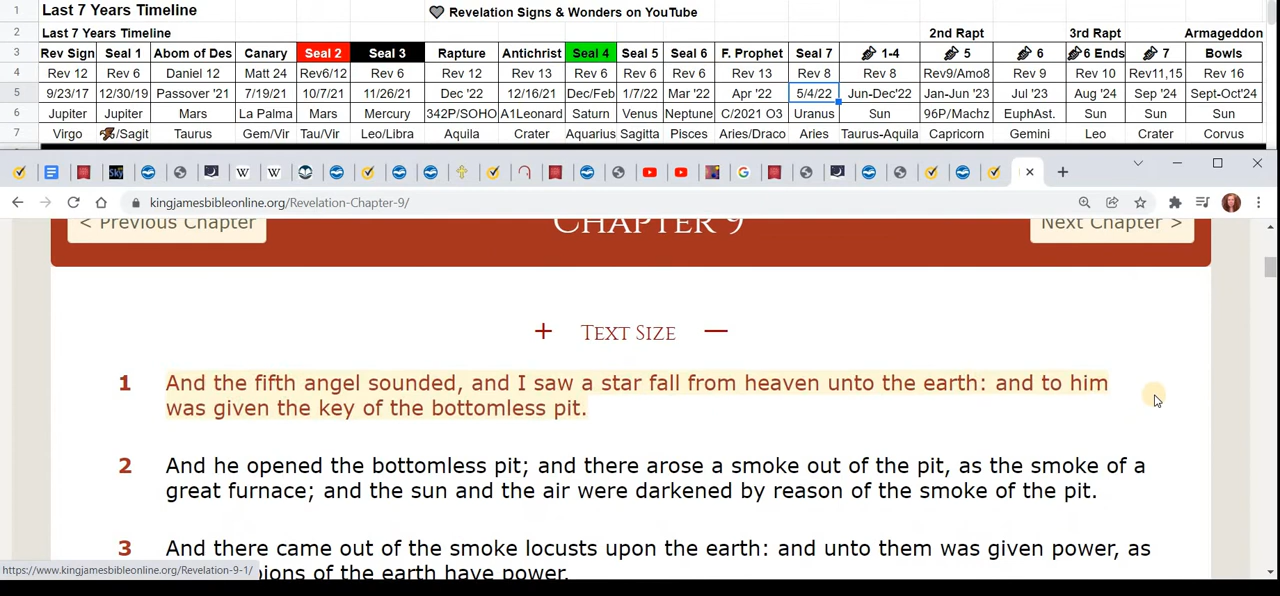 1 Last 7 Years Timeline Revelation Signs & Wonders on YouTube
2 Last 7 Years Timeline 2nd Rapt 3rd Rapt Armageddon
3 Rev Sign Seal 1 Abom of Des Canary Seal 2 Seal 3 Rapture Antichrist Seal 4 Seal 5 Seal 6 F. Prophet Seal 7 1-4 5 6 6 Ends 7 Bowls
4 Rev 12 Rev 6 Daniel 12 Matt 24 Rev6/12 Rev 6 Rev 12 Rev 13 Rev 6 Rev 6 Rev 6 Rev 13 Rev 8 Rev 8 Rev9/Amo8 Rev 9 Rev 10 Rev11,15 Rev 16
5 9/23/17 12/30/19 Passover '21 7/19/21 10/7/21 11/26/21 Dec '22 12/16/21 Dec/Feb 1/7/22 Mar '22 Apr '22 5/4/22 Jun-Dec'22 Jan-Jun '23 Jul '23 Aug '24 Sep '24 Sept-Oct'24
6 Jupiter Jupiter Mars La Palma Mars Mercury 342P/SOHO A1Leonard Saturn Venus Neptune C/2021 O3 Uranus Sun 96P/Machz EuphAst. Sun Sun Sun
7 Virgo /Sagit Taurus Gem/Vir Tau/Vir Leo/Libra Aquila Crater Aquarius Sagitta Pisces Aries/Draco Aries Taurus-Aquila Capricorn Gemini Leo Crater Corvus
kingjamesbibleonline.org/Revelation-Chapter-9/
< Previous Chapter CHAPTER 9 Next Chapter >
+ TEXT SIZE —
1 And the fifth angel sounded, and I saw a star fall from heaven unto the earth: and to him
was given the key of the bottomless pit.
2 And he opened the bottomless pit; and there arose a smoke out of the pit, as the smoke of a
great furnace; and the sun and the air were darkened by reason of the smoke of the pit.
3 And there came out of the smoke locusts upon the earth: and unto them was given power, as
https://www.kingjamesbibleonline.org/Revelation-9-1/ of the earth have power.